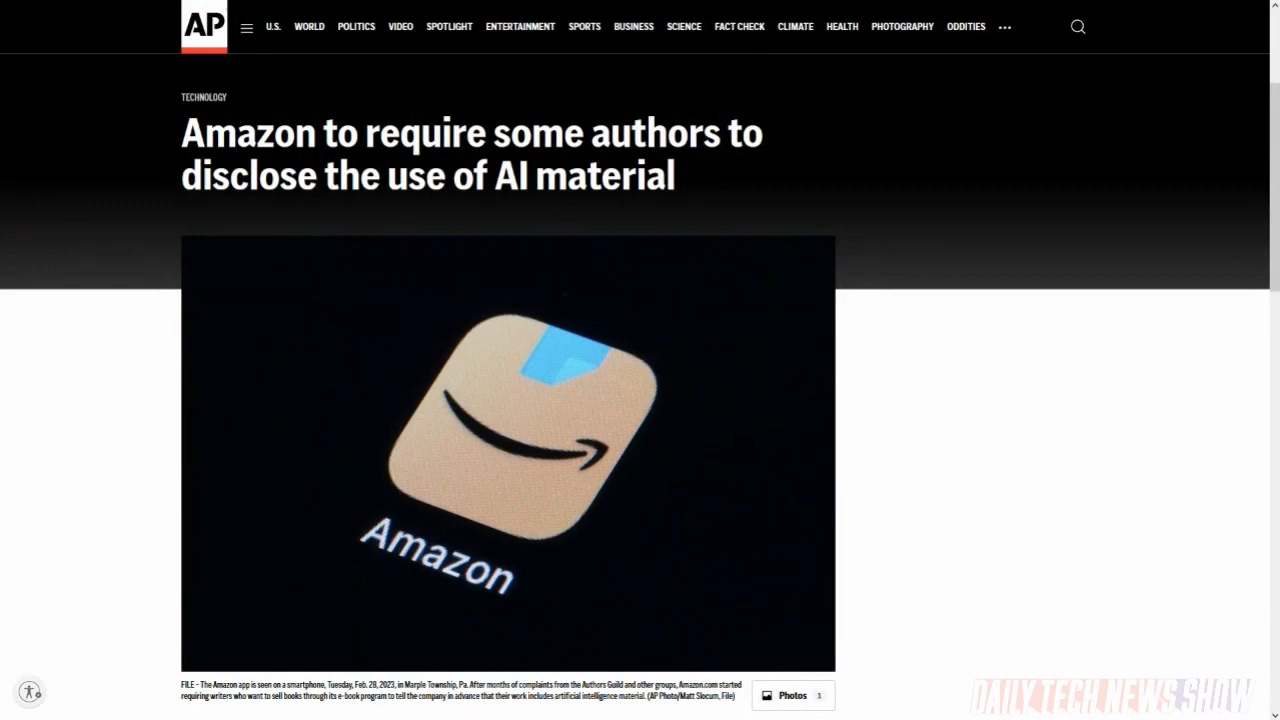 AP
U.S. WORLD POLITICS VIDEO SPOTLIGHT ENTERTAINMENT SPORTS BUSINESS SCIENCE FACT CHECK CLIMATE HEALTH PHOTOGRAPHY ODDITIES
TECHNOLOGY
Amazon to require some authors to
disclose the use of AI material
Amazon
FILE - The Amazon app is seen on a smartphone, Tuesday, Feb. 28, 2023, in Marple Township, Pa. After months of complaints from the Authors Guild and other groups, Amazon.com started
requiring writers who want to sell books through its e-book program to tell the company in advance that their work includes artificial intelligence material. (AP Photo/Matt Slocum, File)
Photos 1
DAILY TECH NEWS SHOW